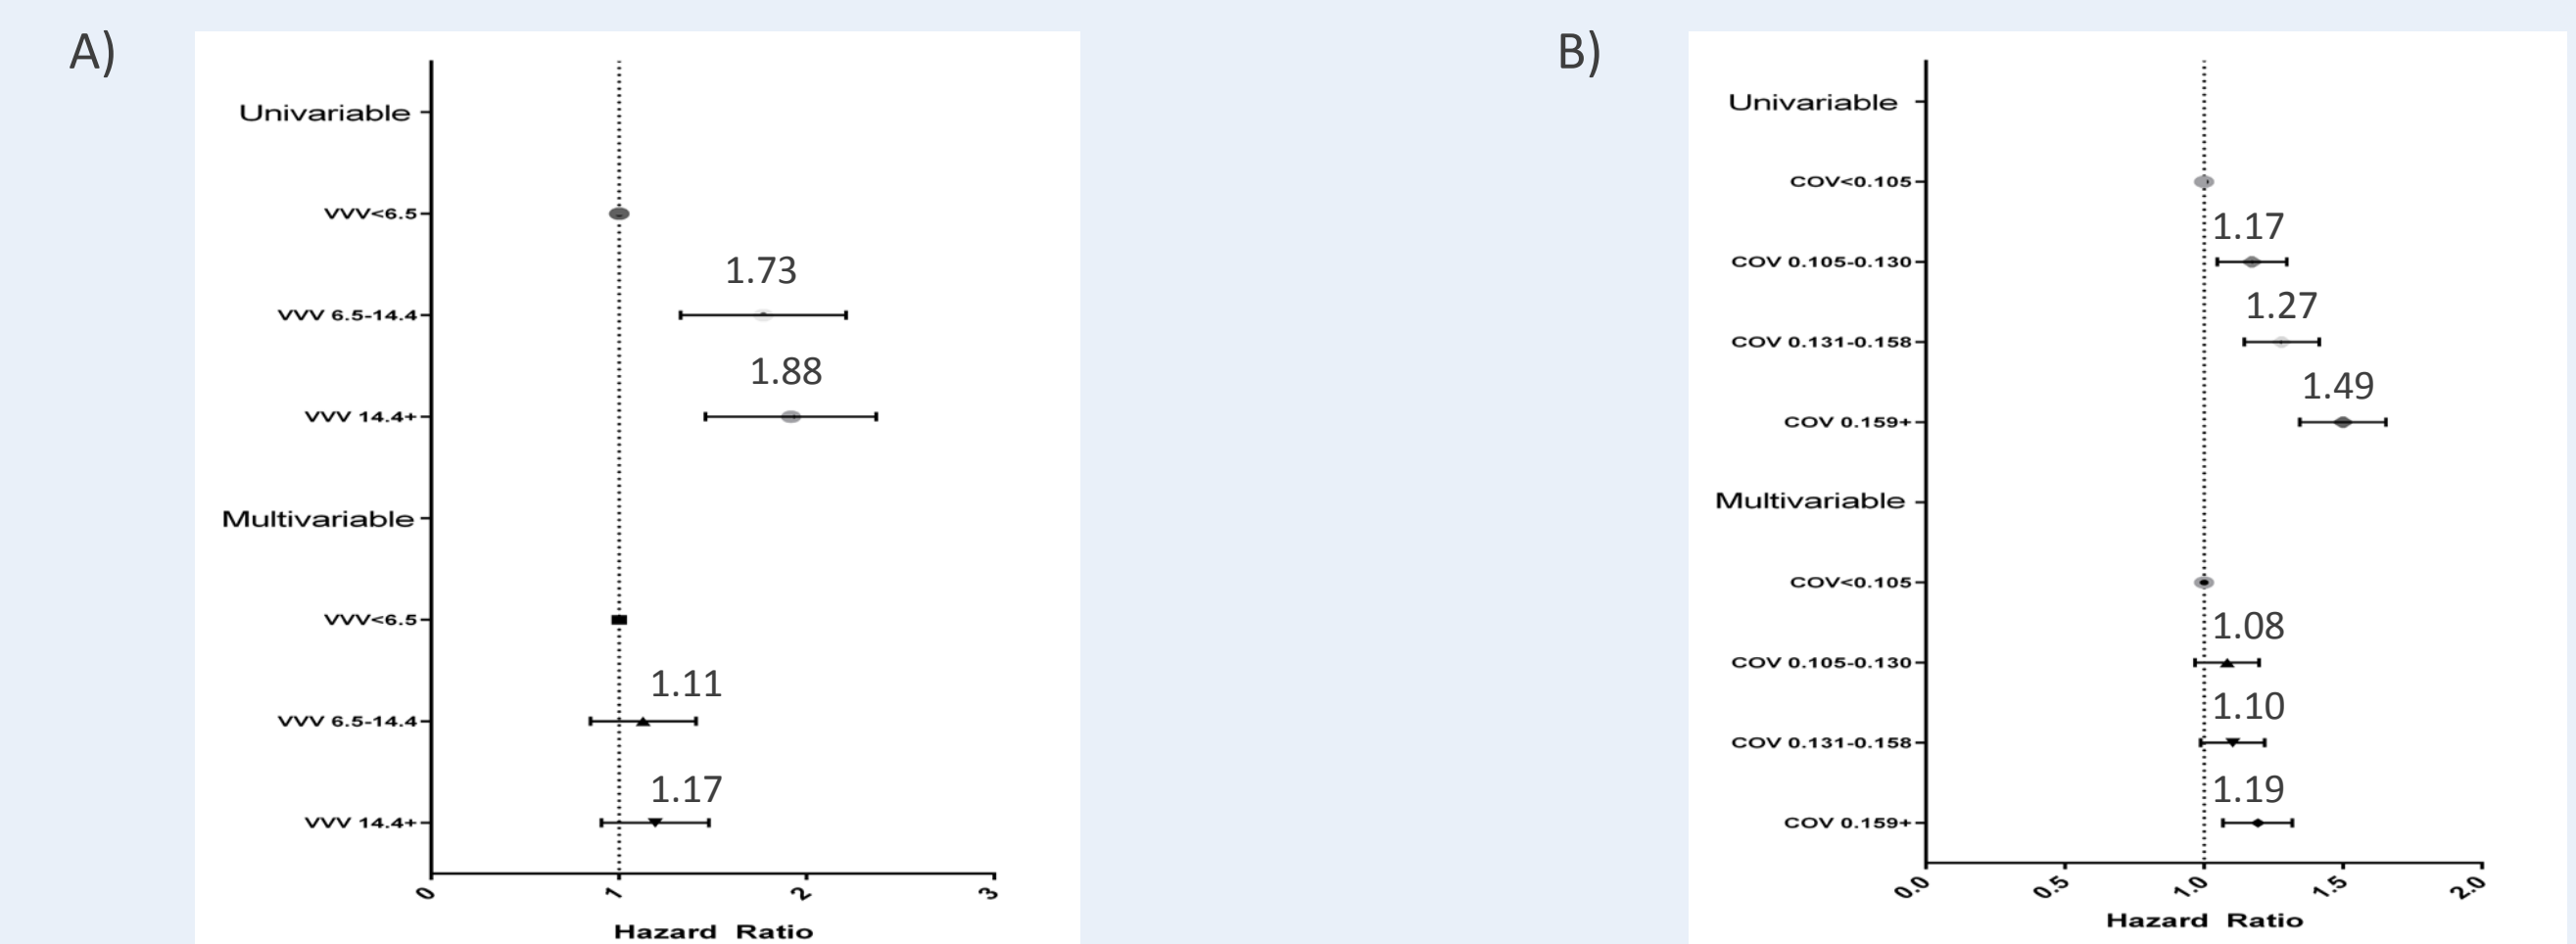 A)
Univariable
VVV<6.5
1.73
VVV 6.5-14.4
1.88
VVV 14.4+
Multivariable
VVV<6.5
1.11
VVV 6.5-14.4
1.17
VVV 14.4+
0
1
2
3
Hazard Ratio
B)
Univariable
COV<0.105
1.17
COV 0.105-0.130
1.27
COV 0.131-0.158
1.49
COV 0.159+
Multivariable
COV<0.105
1.08
COV 0.105-0.130
1.10
COV 0.131-0.158
1.19
COV 0.159+
0.0
0.5
1.0
1.5
2.0
Hazard Ratio